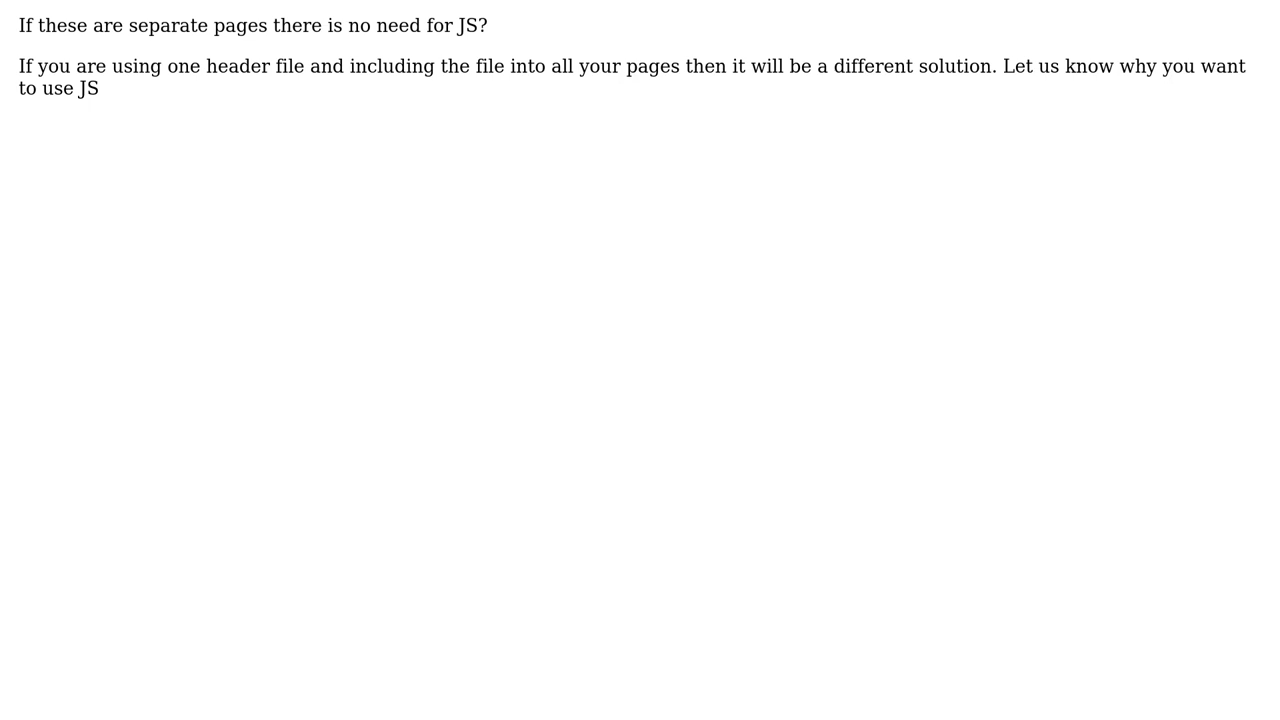 If these are separate pages there is no need for JS?
If you are using one header file and including the file into all your pages then it will be a different solution. Let us know why you want
to use JS